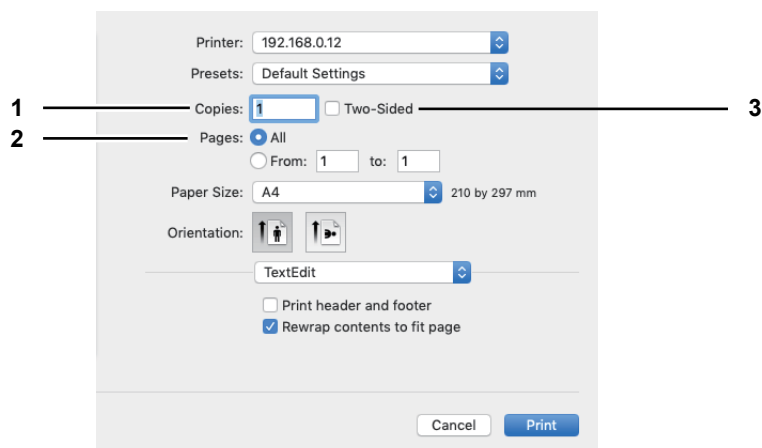 Printer: 192.168.0.12
Presets: Default Settings
1 Copies: 1 Two-Sided 3
2 Pages: All
From: 1 to: 1
Paper Size: A4 210 by 297 mm
Orientation:
TextEdit
Print header and footer
Rewrap contents to fit page
Cancel Print